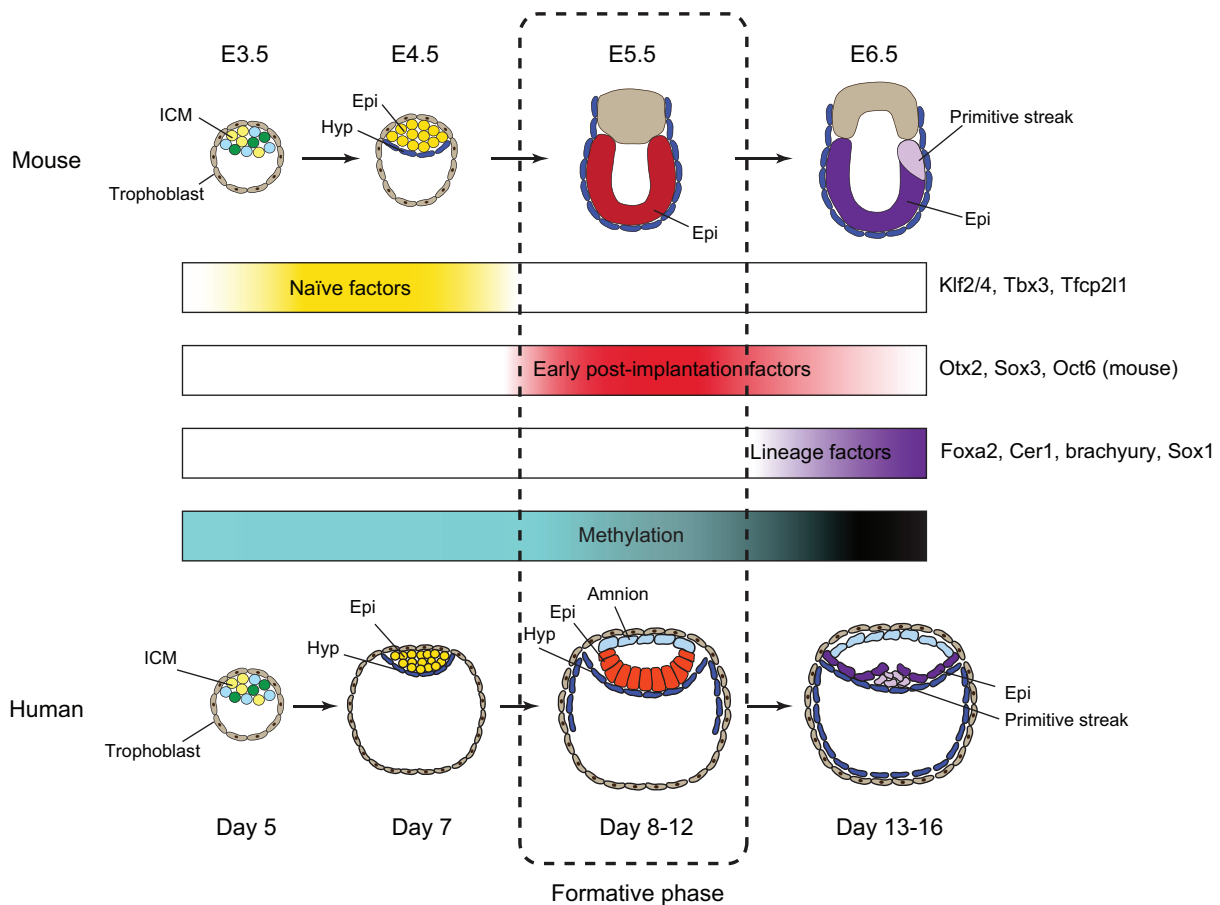 E3.5
E4.5
E5.5
E6.5
ICM
Epi
Hyp
Primitive streak
Mouse
Trophoblast
Epi
Epi
Naïve factors
Klf2/4, Tbx3, Tfcp2l1
Early post-implantation factors
Otx2, Sox3, Oct6 (mouse)
Lineage factors
Foxa2, Cer1, brachyury, Sox1
Methylation
Amnion
Epi
Epi
Hyp
Hyp
ICM
Epi
Human
Primitive streak
Trophoblast
Day 5
Day 7
Day 8-12
Day 13-16
Formative phase